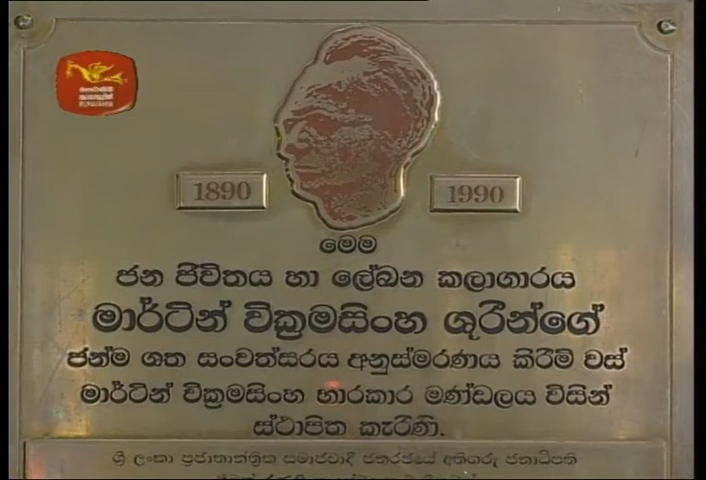 1890
1990
මෙම
ජන ජීවිතය හා ලේඛන කලාගාරය
මාර්ටින් වික්‍රමසිංහ ශූරීන්ගේ
ජන්ම ශත සංවත්සරය අනුස්මරණය කිරීම් වස්
මාර්ටින් වික්‍රමසිංහ භාරකාර මණ්ඩලය විසින්
ස්ථාපිත කැරිණි.
ශ්‍රී ලංකා ප්‍රජාතාන්ත්‍රික සමාජවාදී ජනරජයේ අතිගරු ජනාධිපති